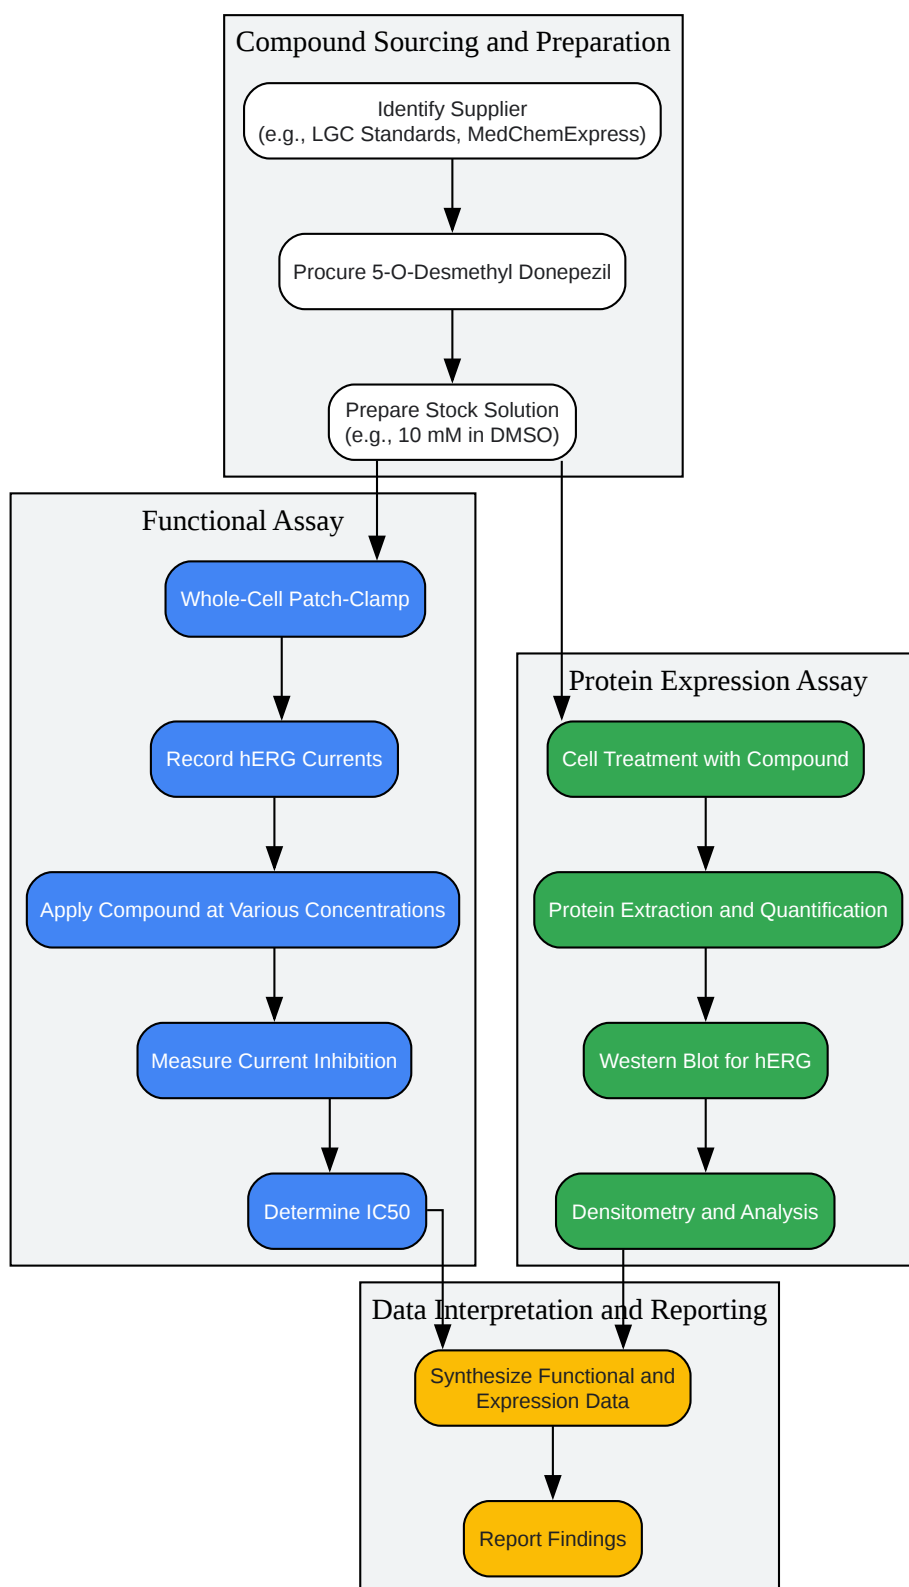 Compound Sourcing and Preparation
Identify Supplier
(e.g., LGC Standards, MedChemExpress)
Procure 5-O-Desmethyl Donepezil
Prepare Stock Solution
(e.g., 10 mM in DMSO)
Functional Assay
Whole-Cell Patch-Clamp
Record hERG Currents
Apply Compound at Various Concentrations
Measure Current Inhibition
Determine IC50
Protein Expression Assay
Cell Treatment with Compound
Protein Extraction and Quantification
Western Blot for hERG
Densitometry and Analysis
Data Interpretation and Reporting
Synthesize Functional and
Expression Data
Report Findings